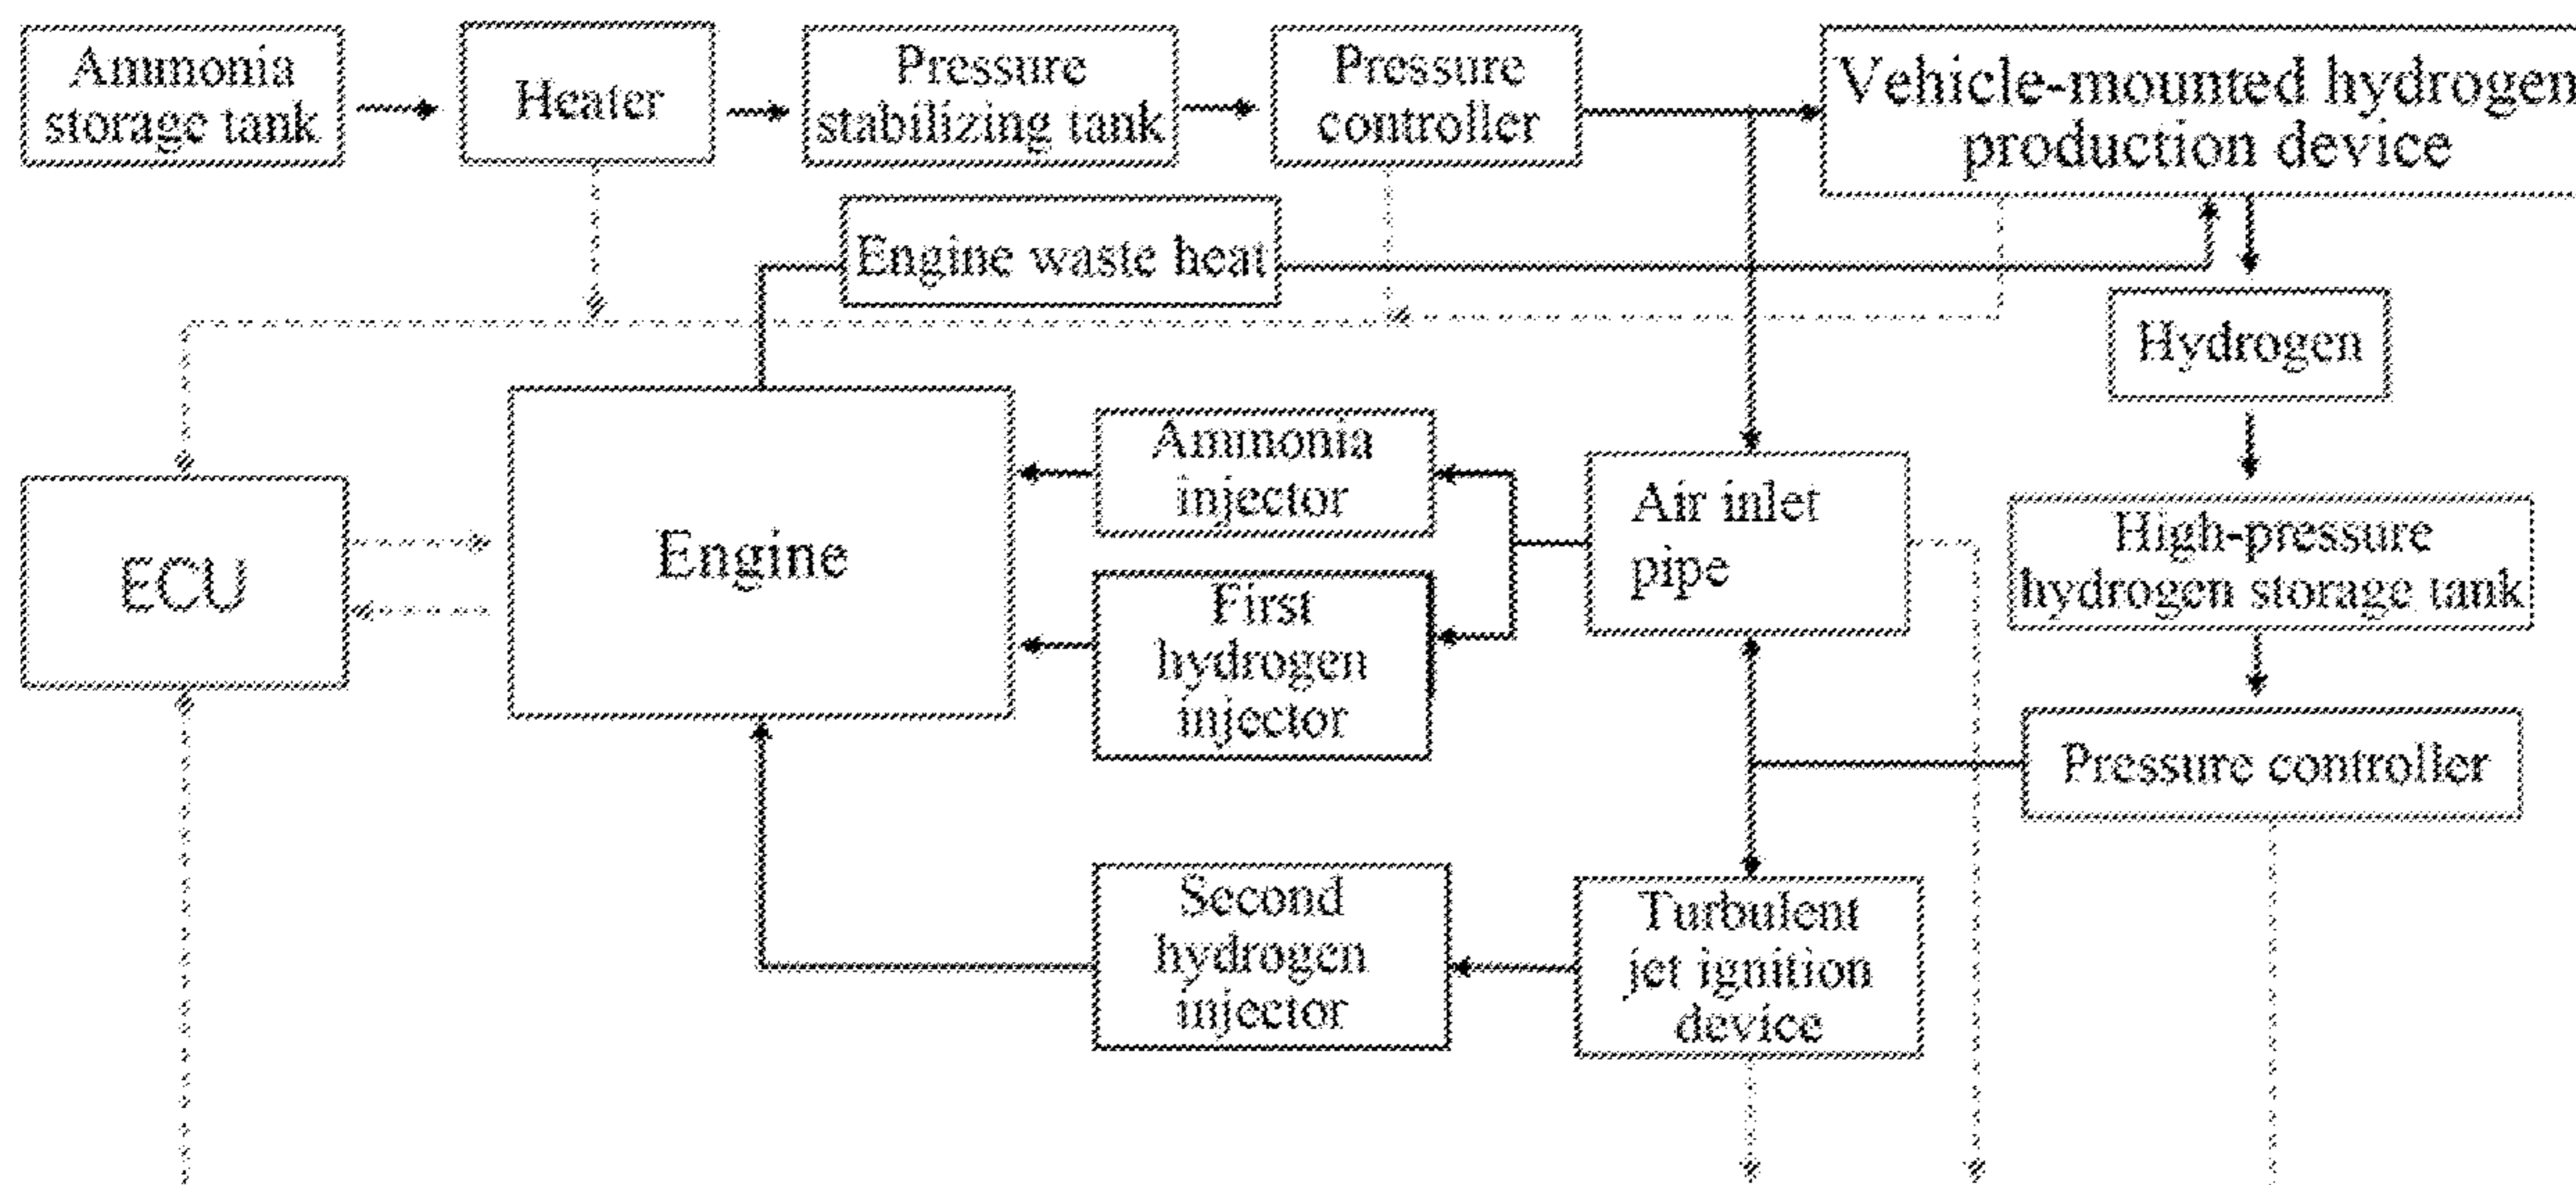 Ammonia
storage tank
Heater
Pressure
stabilizing tank
Pressure
controller
Vehicle-mounted hydrogen
production device
Engine waste heat
Hydrogen
Ammonia
injector
Air inlet
pipe
High-pressure
hydrogen storage tank
ECU
Engine
First
hydrogen
injector
Pressure controller
Second
hydrogen
injector
Turbulent
jet ignition
device